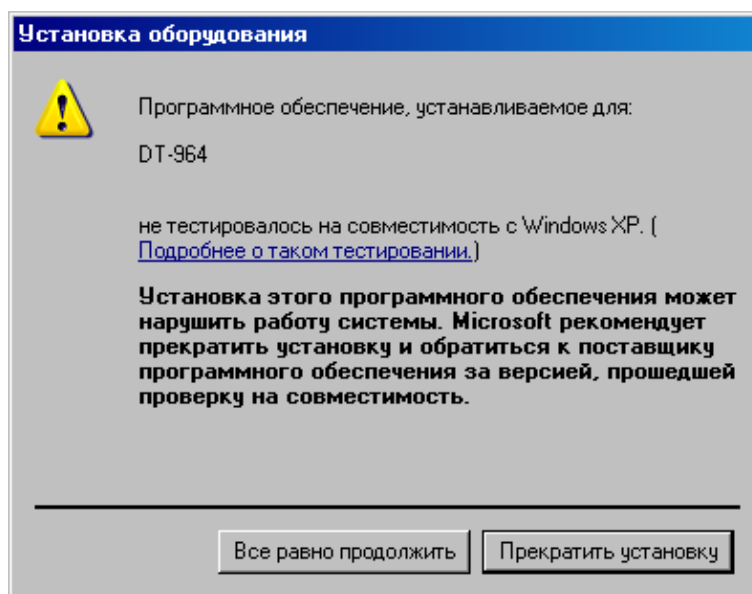 Установка оборудования
Программное обеспечение, устанавливаемое для:
DT-964
не тестировалось на совместимость с Windows XP. (
Подробнее о таком тестировании.)
Установка этого программного обеспечения может
нарушить работу системы. Microsoft рекомендует
прекратить установку и обратиться к поставщику
программного обеспечения за версией, прошедшей
проверку на совместимость.
Все равно продолжить
Прекратить установку